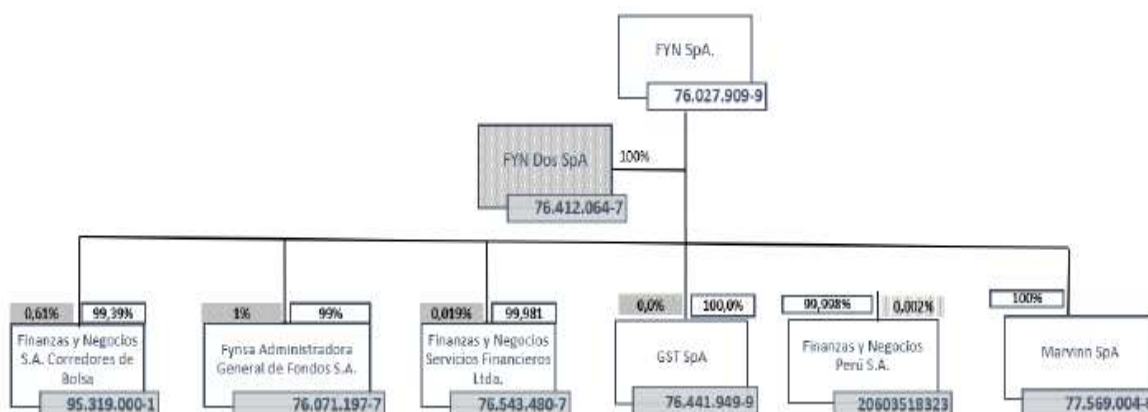 FYN SpA.
76.027.909-9
FYN Dos SpA
100%
76.412.064-7
0,61% 99,39%
Finanzas y Negocios
S.A. Corredores de
Bolsa
95.319.000-1
1% 99%
Fynsa Administradora
General de Fondos S.A.
76.071.197-7
0,019% 99,981
Finanzas y Negocios
Servicios Financieros
Ltda.
76.543.480-7
0,0% 100,0%
GST SpA
76.441.949-9
99,998% 0,002%
Finanzas y Negocios
Perú S.A.
20603518323
100%
Marvinn SpA
77.569.004-